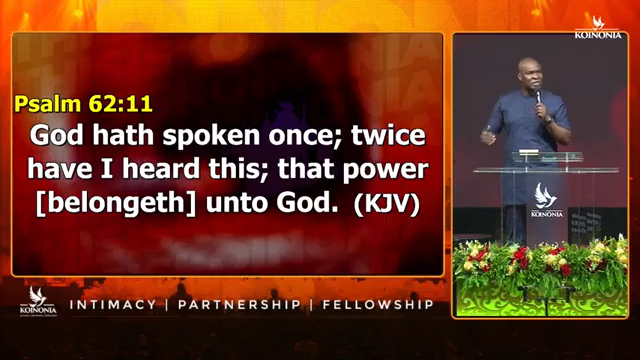 KOINONIA
Psalm 62:11
God hath spoken once; twice
have I heard this; that power
[belongeth] unto God. (KJV)
KOINONIA
KOINONIA
INTIMACY | PARTNERSHIP | FELLOWSHIP